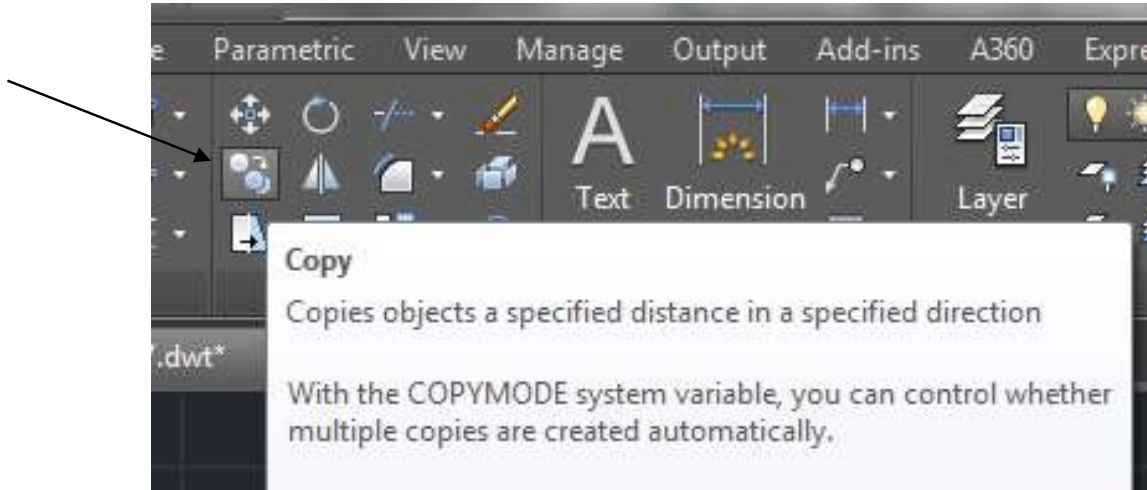 Parametric View Manage Output Add-ins A360 Expre
A
Text Dimension Layer
Copy
Copies objects a specified distance in a specified direction
.dwt*
With the COPYMODE system variable, you can control whether
multiple copies are created automatically.